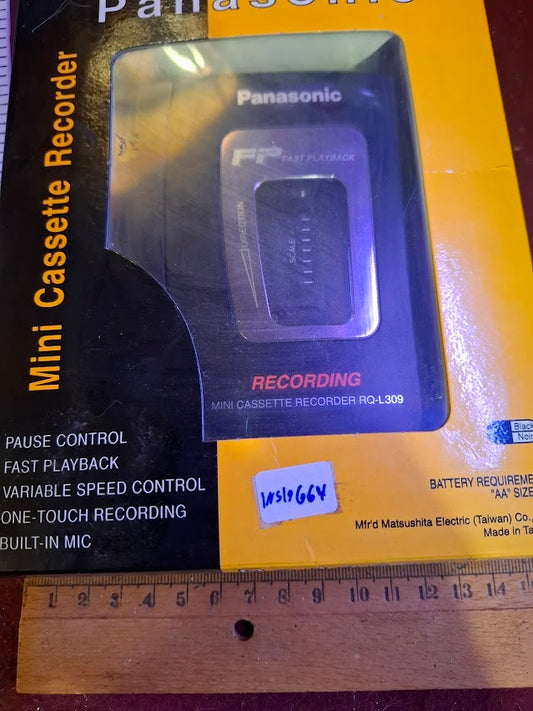 Panasonic
Mini Cassette Recorder
Panasonic
FP FAST PLAYBACK
DIRECTION
SCALE
RECORDING
MINI CASSETTE RECORDER RQ-L309
PAUSE CONTROL
FAST PLAYBACK
VARIABLE SPEED CONTROL
ONE-TOUCH RECORDING
BUILT-IN MIC
Black
Noir
BATTERY REQUIREME
"AA" SIZE
Mfr'd Matsushita Electric (Taiwan) Co.,
Made in Ta
1 2 3 4 5 6 7 8 9 10 11 12 13 14